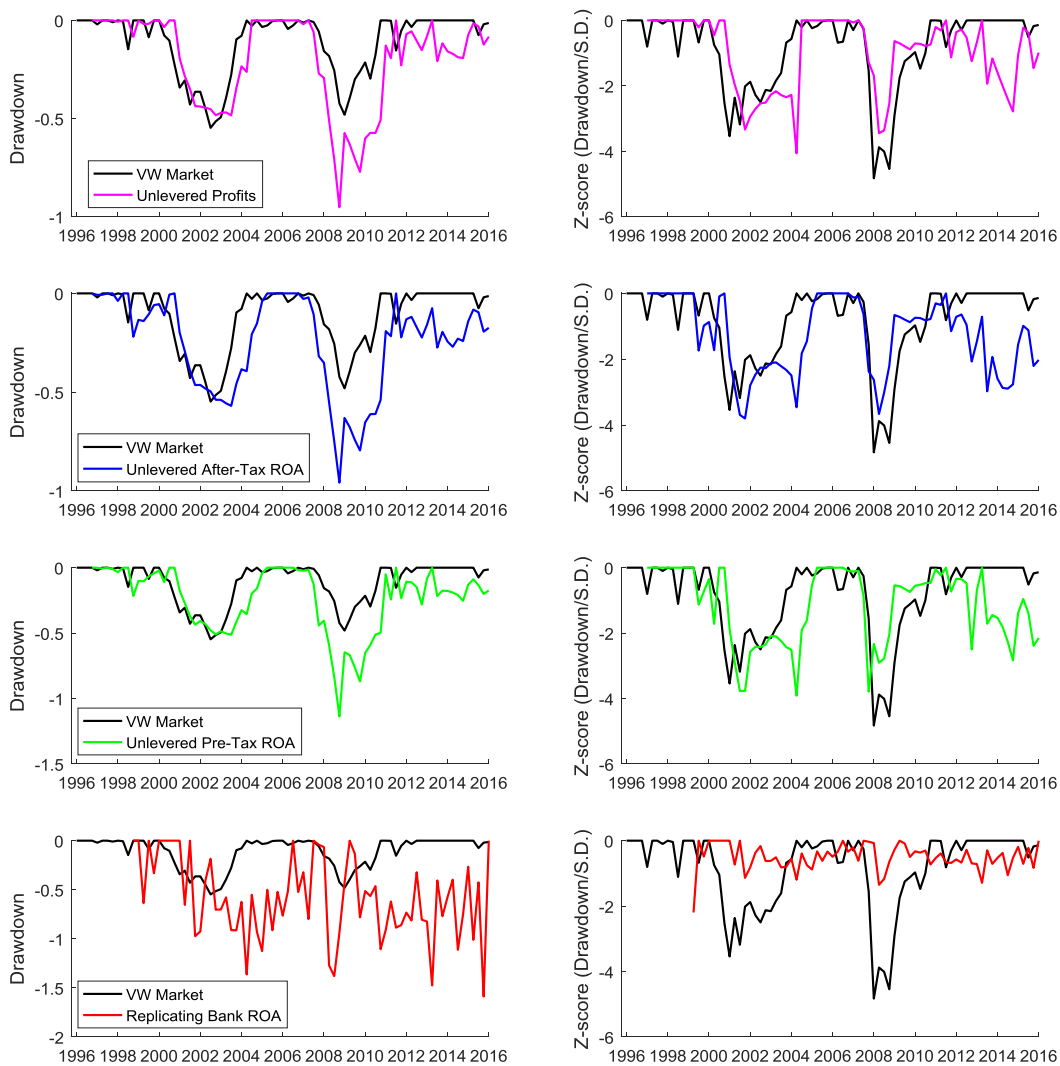 Drawdown
0
-0.5
-1
VW Market
Unlevered Profits
1996 1998 2000 2002 2004 2006 2008 2010 2012 2014 2016
Z-score (Drawdown/S.D.)
0
-2
-4
-6
1996 1998 2000 2002 2004 2006 2008 2010 2012 2014 2016
Drawdown
0
-0.5
-1
VW Market
Unlevered After-Tax ROA
1996 1998 2000 2002 2004 2006 2008 2010 2012 2014 2016
Z-score (Drawdown/S.D.)
0
-2
-4
-6
1996 1998 2000 2002 2004 2006 2008 2010 2012 2014 2016
Drawdown
0
-0.5
-1
-1.5
VW Market
Unlevered Pre-Tax ROA
1996 1998 2000 2002 2004 2006 2008 2010 2012 2014 2016
Z-score (Drawdown/S.D.)
0
-2
-4
-6
1996 1998 2000 2002 2004 2006 2008 2010 2012 2014 2016
Drawdown
0
-0.5
-1
-1.5
-2
VW Market
Replicating Bank ROA
1996 1998 2000 2002 2004 2006 2008 2010 2012 2014 2016
Z-score (Drawdown/S.D.)
0
-2
-4
-6
1996 1998 2000 2002 2004 2006 2008 2010 2012 2014 2016